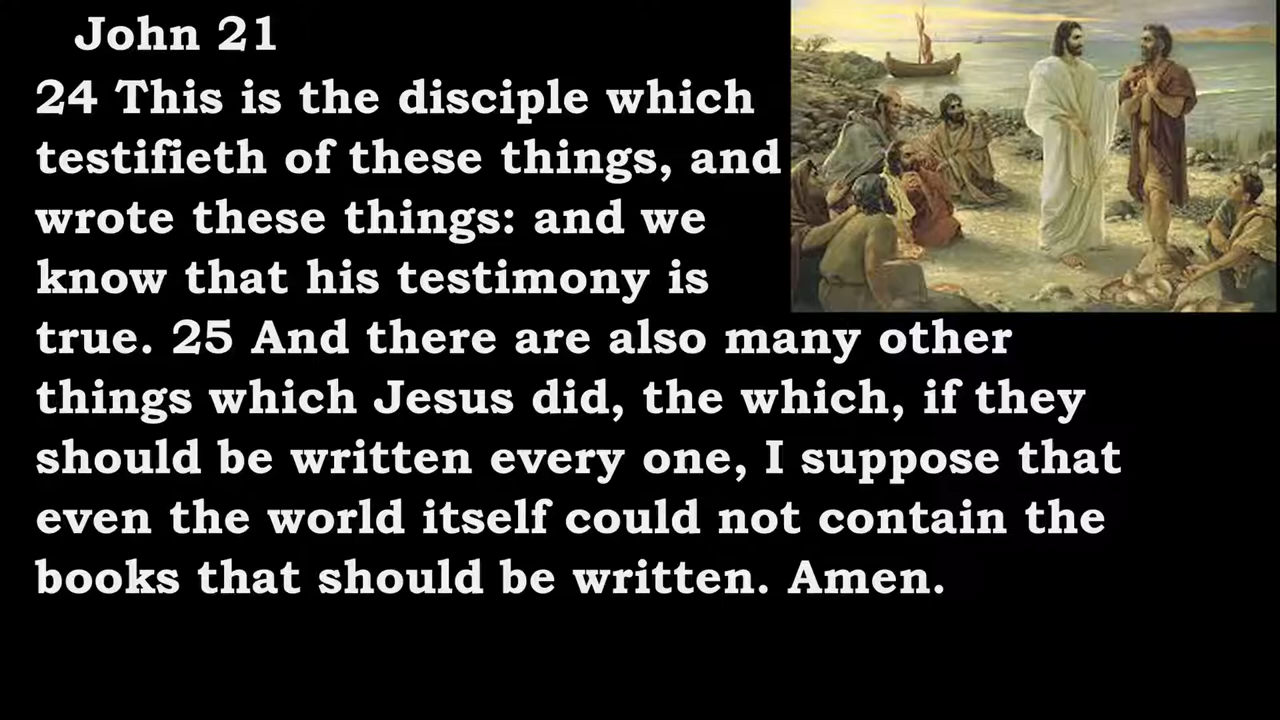 John 21
24 This is the disciple which
testifieth of these things, and
wrote these things: and we
know that his testimony is
true. 25 And there are also many other
things which Jesus did, the which, if they
should be written every one, I suppose that
even the world itself could not contain the
books that should be written. Amen.